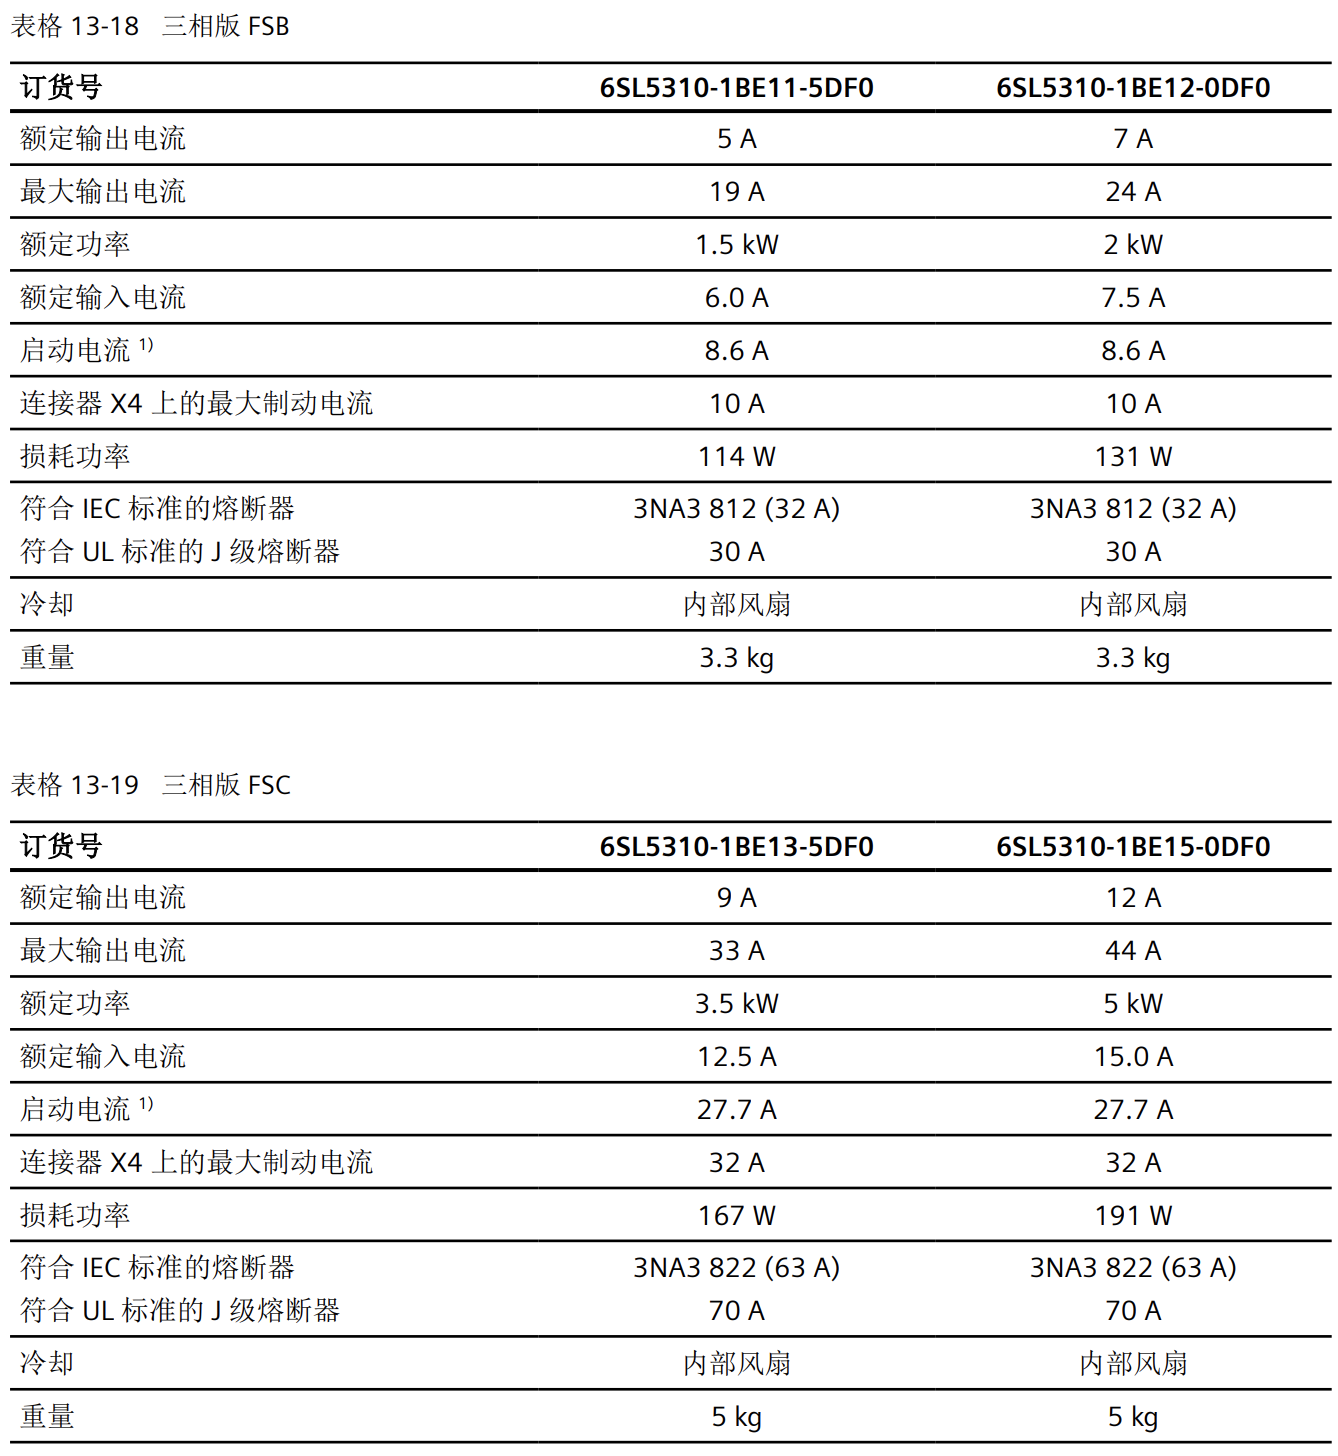 表格 13-18 三相版 FSB
订货号 6SL5310-1BE11-5DF0 6SL5310-1BE12-0DF0
额定输出电流 5 A 7 A
最大输出电流 19 A 24 A
额定功率 1.5 kW 2 kW
额定输入电流 6.0 A 7.5 A
启动电流 1) 8.6 A 8.6 A
连接器 X4 上的最大制动电流 10 A 10 A
损耗功率 114 W 131 W
符合 IEC 标准的熔断器 3NA3 812 (32 A) 3NA3 812 (32 A)
符合 UL 标准的 J 级熔断器 30 A 30 A
冷却 内部风扇 内部风扇
重量 3.3 kg 3.3 kg
表格 13-19 三相版 FSC
订货号 6SL5310-1BE13-5DF0 6SL5310-1BE15-0DF0
额定输出电流 9 A 12 A
最大输出电流 33 A 44 A
额定功率 3.5 kW 5 kW
额定输入电流 12.5 A 15.0 A
启动电流 1) 27.7 A 27.7 A
连接器 X4 上的最大制动电流 32 A 32 A
损耗功率 167 W 191 W
符合 IEC 标准的熔断器 3NA3 822 (63 A) 3NA3 822 (63 A)
符合 UL 标准的 J 级熔断器 70 A 70 A
冷却 内部风扇 内部风扇
重量 5 kg 5 kg